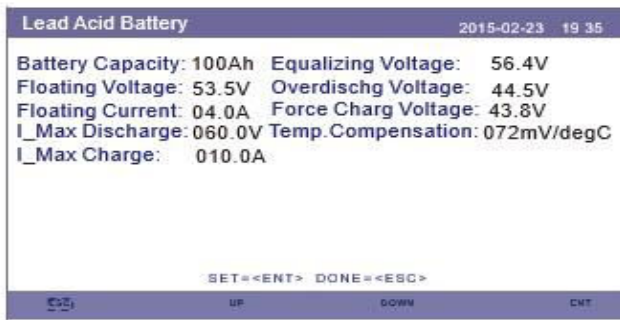 Lead Acid Battery 2015-02-23 19 35
Battery Capacity: 100Ah Equalizing Voltage: 56.4V
Floating Voltage: 53.5V Overdischg Voltage: 44.5V
Floating Current: 04.0A Force Charg Voltage: 43.8V
I_Max Discharge: 060.0V Temp.Compensation: 072mV/degC
I_Max Charge: 010.0A
SET=<ENT> DONE=<ESC>
UP DOWN ENT